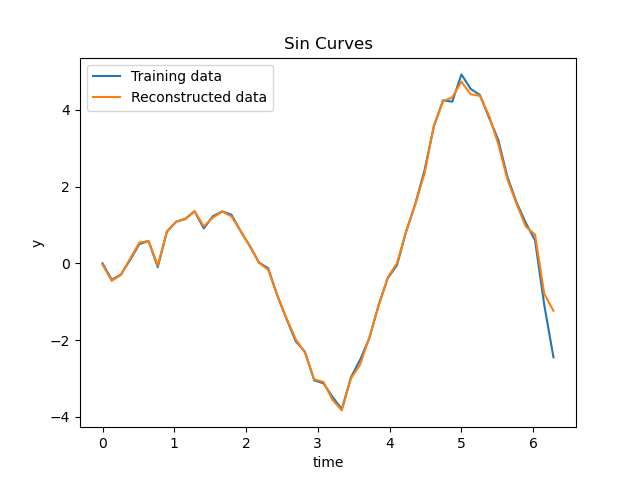 Sin Curves
Training data
Reconstructed data
4
2
0
−2
−4
y
0 1 2 3 4 5 6
time